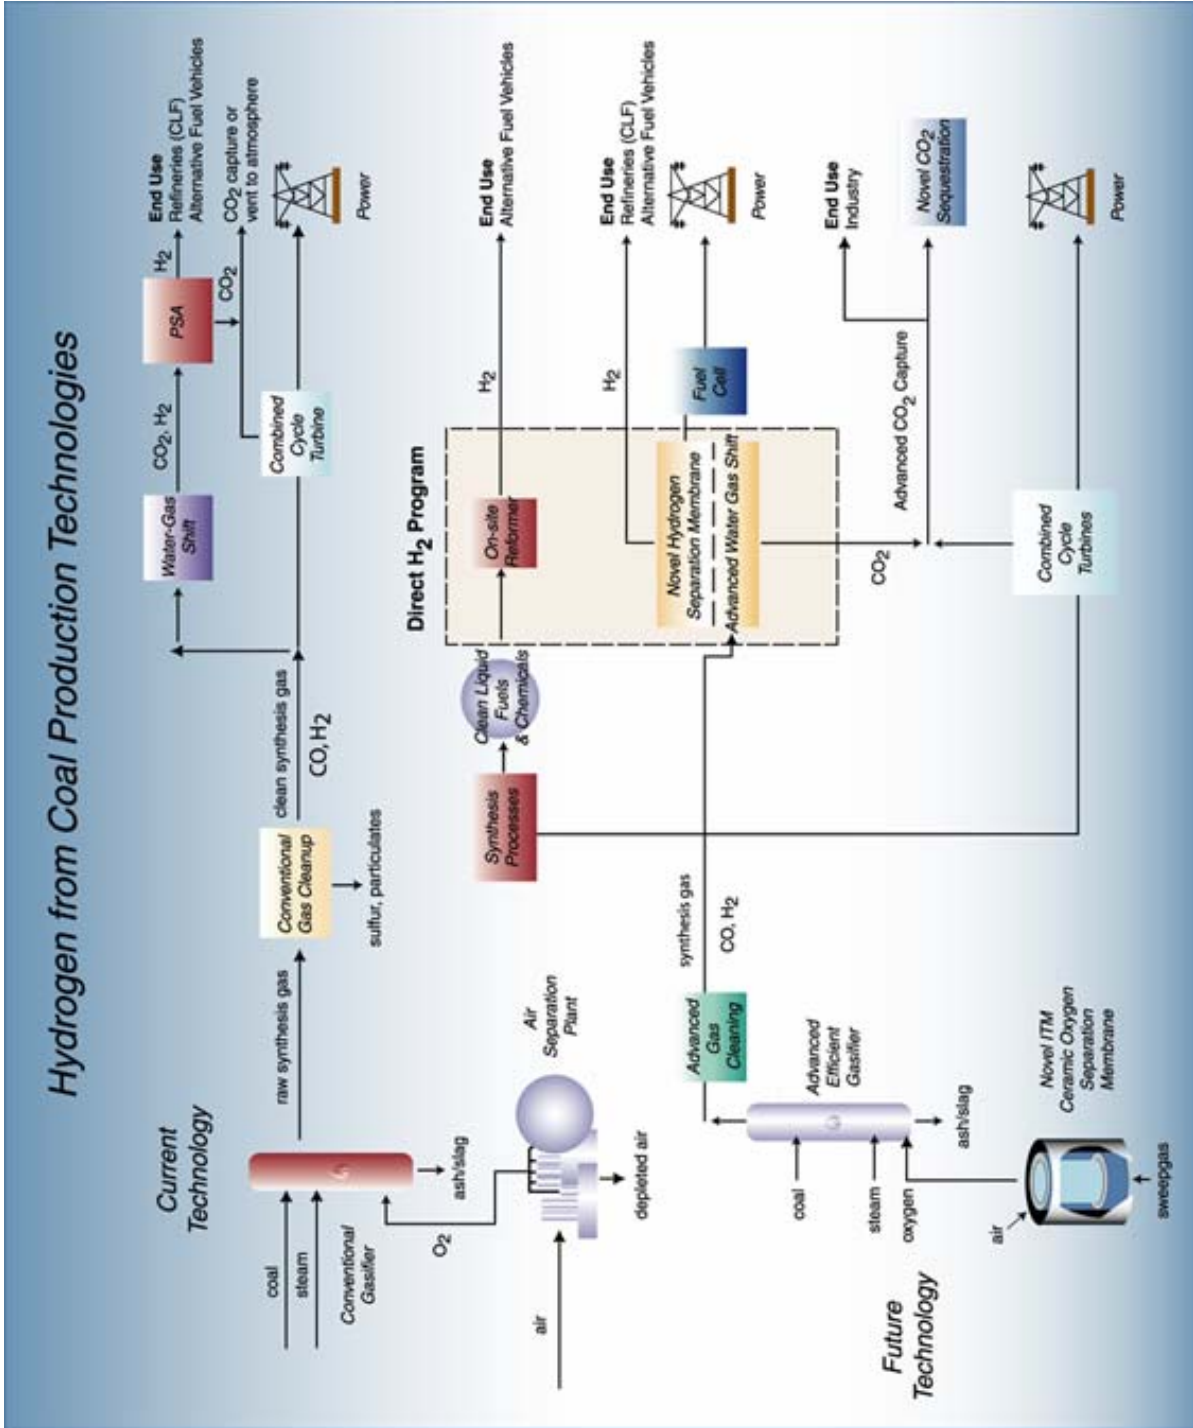 Hydrogen from Coal Production Technologies
Current
Technology
coal
steam
Conventional
Gasifier
ash/slag
O2
air
Air
Separation
Plant
depleted air
raw synthesis gas
Conventional
Gas Cleanup
sulfur, particulates
clean synthesis gas
CO, H2
Water-Gas
Shift
CO2, H2
PSA
H2
CO2
End Use
Refineries (CLF)
Alternative Fuel Vehicles
CO2 capture or
vent to atmosphere
Combined
Cycle
Turbine
Power
Direct H2 Program
Synthesis
Processes
Clean Liquid
Fuels
& Chemicals
On-site
Reformer
H2
End Use
Alternative Fuel Vehicles
Future
Technology
coal
steam
oxygen
Advanced
Efficient
Gasifier
ash/slag
air
sweepgas
Novel ITM
Ceramic Oxygen
Separation
Membrane
Advanced
Gas
Cleaning
synthesis gas
CO, H2
Novel Hydrogen
Separation Membrane
Advanced Water Gas Shift
H2
End Use
Refineries (CLF)
Alternative Fuel Vehicles
Fuel
Cell
Power
CO2
Advanced CO2 Capture
End Use
Industry
Novel CO2
Sequestration
Combined
Cycle
Turbines
Power